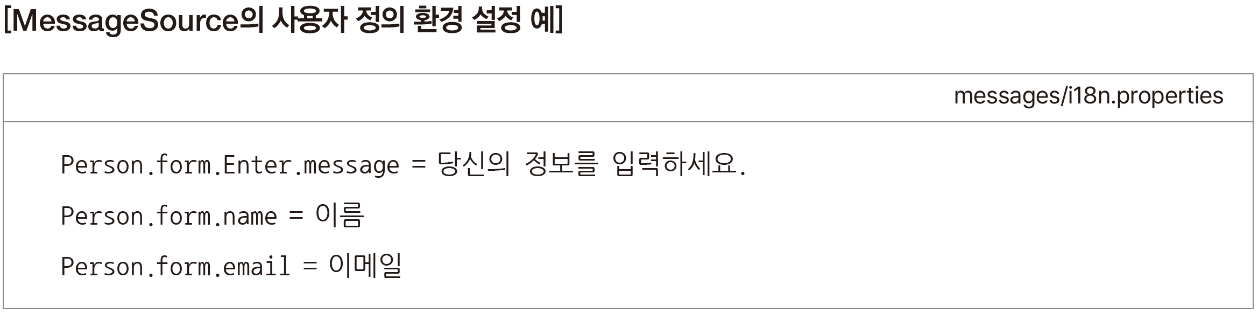 [MessageSource의 사용자 정의 환경 설정 예]
messages/i18n.properties
Person.form.Enter.message = 당신의 정보를 입력하세요.
Person.form.name = 이름
Person.form.email = 이메일